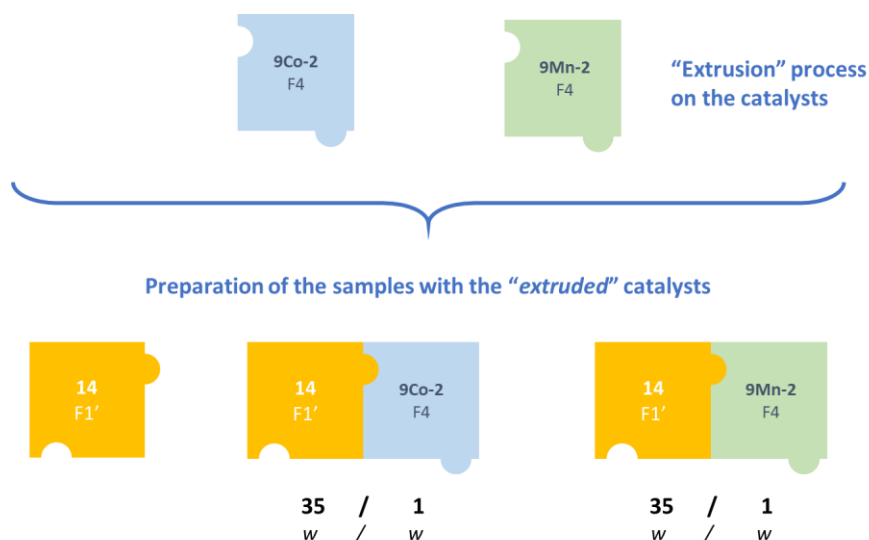 9Co-2
F4
9Mn-2
F4
“Extrusion” process
on the catalysts
Preparation of the samples with the “extruded” catalysts
14
F1′
14
F1′
9Co-2
F4
14
F1′
9Mn-2
F4
35 / 1
w / w
35 / 1
w / w